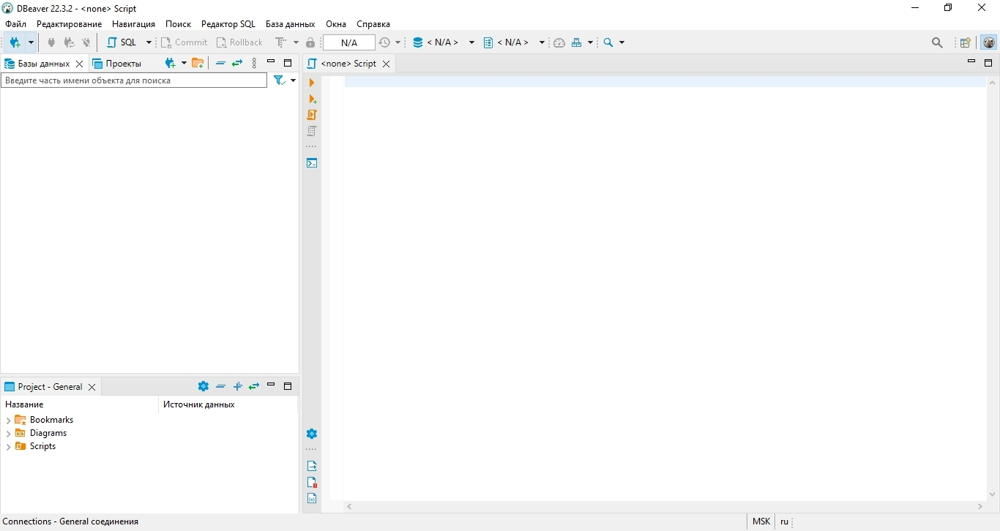 DBeaver 22.3.2 - <none> Script
Файл Редактирование Навигация Поиск Редактор SQL База данных Окна Справка
SQL Commit Rollback N/A < N/A > < N/A >
Базы данных Проекты
<none> Script
Введите часть имени объекта для поиска
Project - General
Название Источник данных
Bookmarks
Diagrams
Scripts
Connections - General соединения
MSK ru